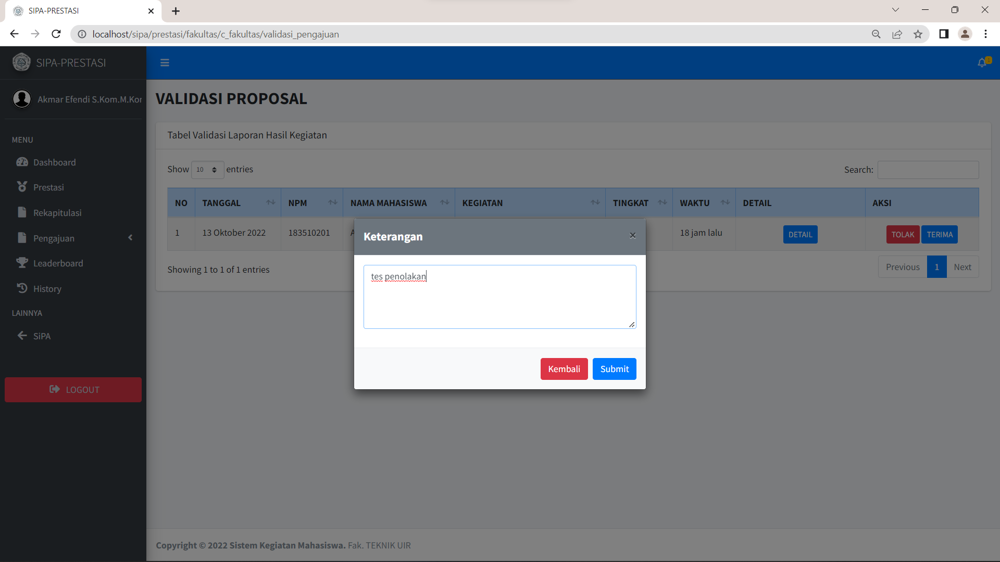 SIPA-PRESTASI
localhost/sipa/prestasi/fakultas/c_fakultas/validasi_pengajuan
SIPA-PRESTASI
1
Akmar Efendi S.Kom.M.Kor
VALIDASI PROPOSAL
MENU
Dashboard
Prestasi
Rekapitulasi
Pengajuan
Leaderboard
History
LAINNYA
SiPA
LOGOUT
Tabel Validasi Laporan Hasil Kegiatan
Show 10 entries
Search:
NO TANGGAL NPM NAMA MAHASISWA KEGIATAN TINGKAT WAKTU DETAIL AKSI
1 13 Oktober 2022 183510201 A 18 jam lalu DETAIL TOLAK TERIMA
Showing 1 to 1 of 1 entries
Previous 1 Next
Keterangan
×
tes penolakan
Kembali Submit
Copyright © 2022 Sistem Kegiatan Mahasiswa. Fak. TEKNIK UIR